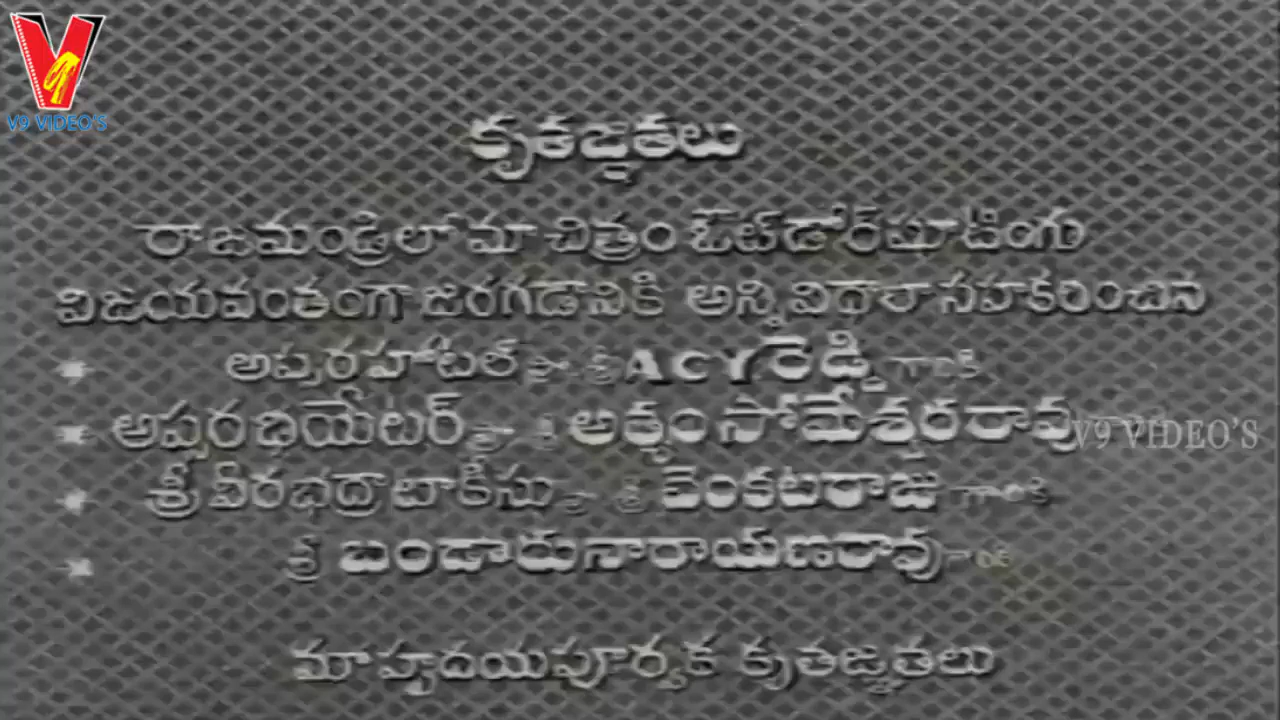 V9 VIDEO'S
కృతజ్ఞతలు
రాజమండ్రిలో మా చిత్రం ఔట్‌డోర్ షూటింగు
విజయవంతంగా జరగడానికి అన్ని విధాలా సహకరించిన
అప్సర హోటల్ ప్రొ. శ్రీ ACY రెడ్డి గారికి
అప్సర థియేటర్ ప్రొ. శ్రీ అత్యం సోమేశ్వరరావు
V9 VIDEO'S
శ్రీ వీరభద్రా టాకీసు ప్రొ. శ్రీ వెంకటరాజు గారికి
శ్రీ బండారు నారాయణరావు గారికి
మా హృదయపూర్వక కృతజ్ఞతలు